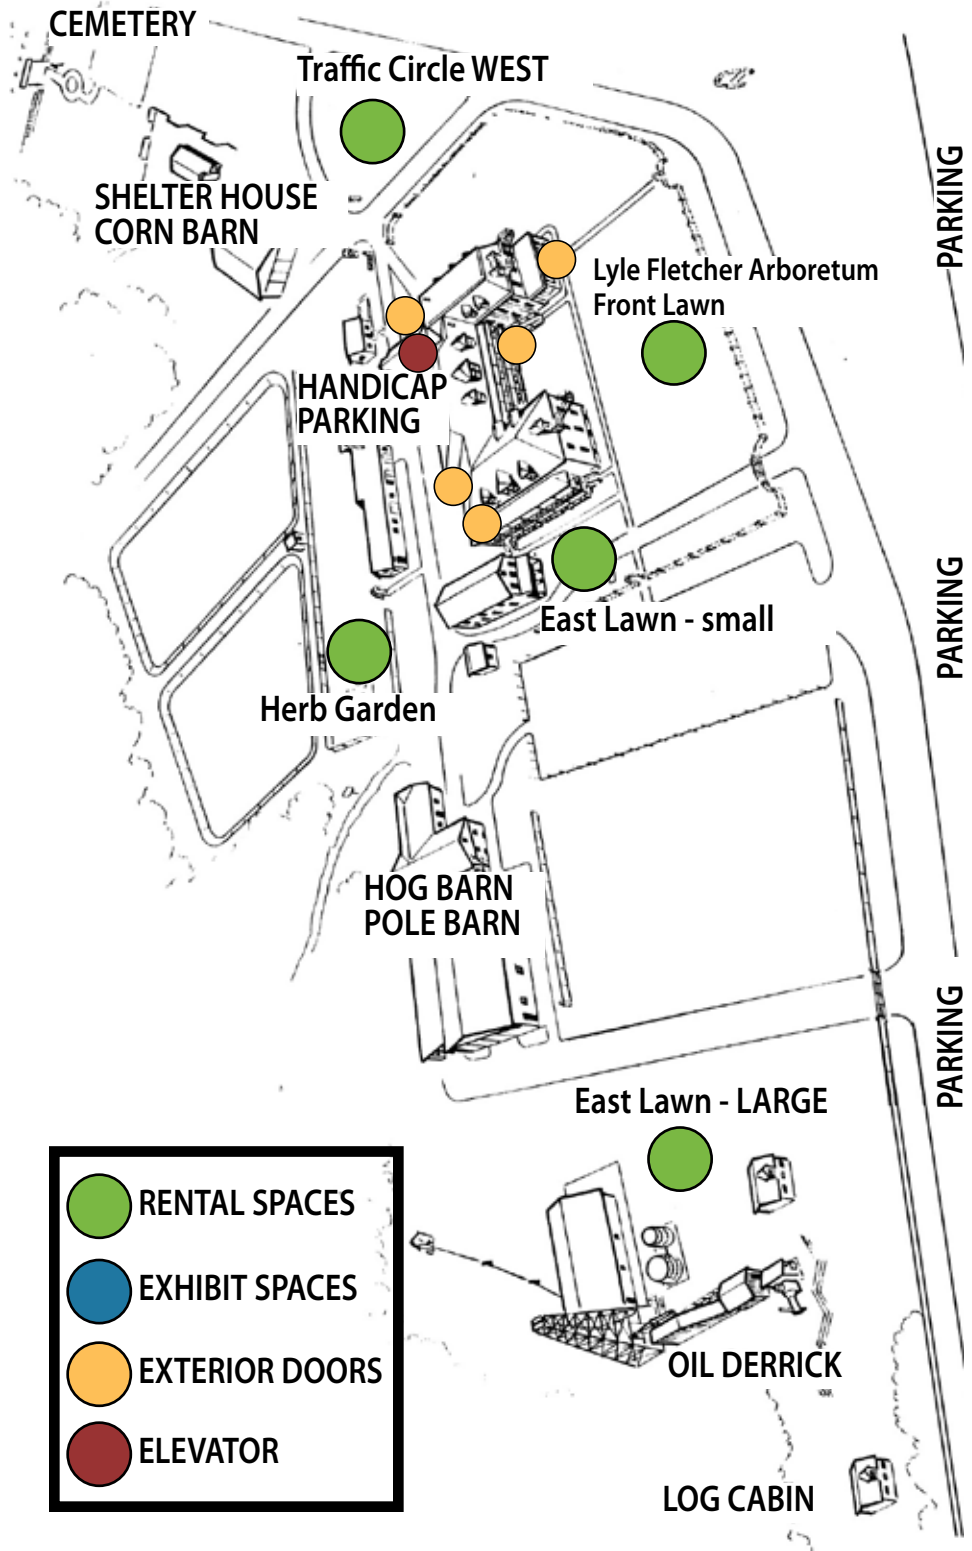 CEMETERY
Traffic Circle WEST
PARKING
SHELTER HOUSE
CORN BARN
Lyle Fletcher Arboretum
Front Lawn
HANDICAP
PARKING
PARKING
East Lawn - small
Herb Garden
HOG BARN
POLE BARN
PARKING
East Lawn - LARGE
RENTAL SPACES
EXHIBIT SPACES
EXTERIOR DOORS
ELEVATOR
OIL DERRICK
LOG CABIN